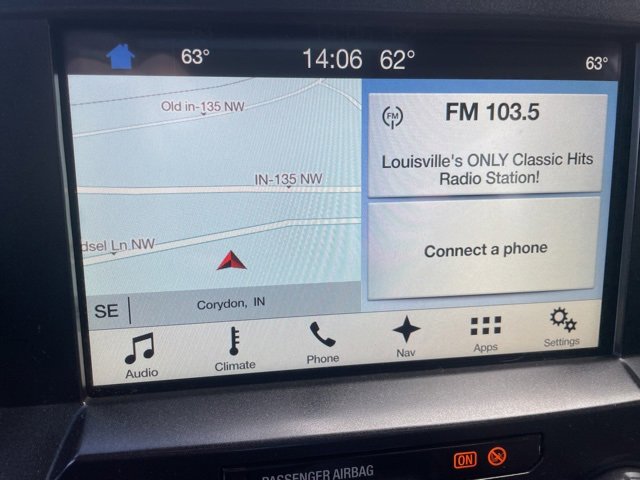 63° 14:06 62° 63°
Old in-135 NW
IN-135 NW
dsel Ln NW
SE
Corydon, IN
FM
FM 103.5
Louisville's ONLY Classic Hits
Radio Station!
Connect a phone
Audio Climate Phone Nav Apps Settings
PASSENGER AIRBAG ON